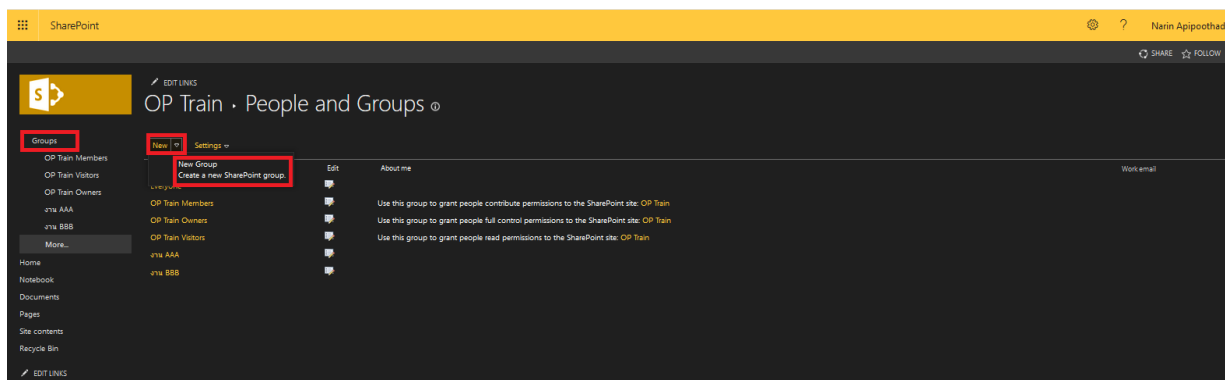 SharePoint
?
Narin Apipoothad
SHARE
FOLLOW
S
EDIT LINKS
OP Train › People and Groups
Groups
OP Train Members
OP Train Visitors
OP Train Owners
งาน AAA
งาน BBB
More...
Home
Notebook
Documents
Pages
Site contents
Recycle Bin
EDIT LINKS
New
Settings
New Group
Create a new SharePoint group.
Edit
About me
Work email
Everyone
OP Train Members
Use this group to grant people contribute permissions to the SharePoint site: OP Train
OP Train Owners
Use this group to grant people full control permissions to the SharePoint site: OP Train
OP Train Visitors
Use this group to grant people read permissions to the SharePoint site: OP Train
งาน AAA
งาน BBB